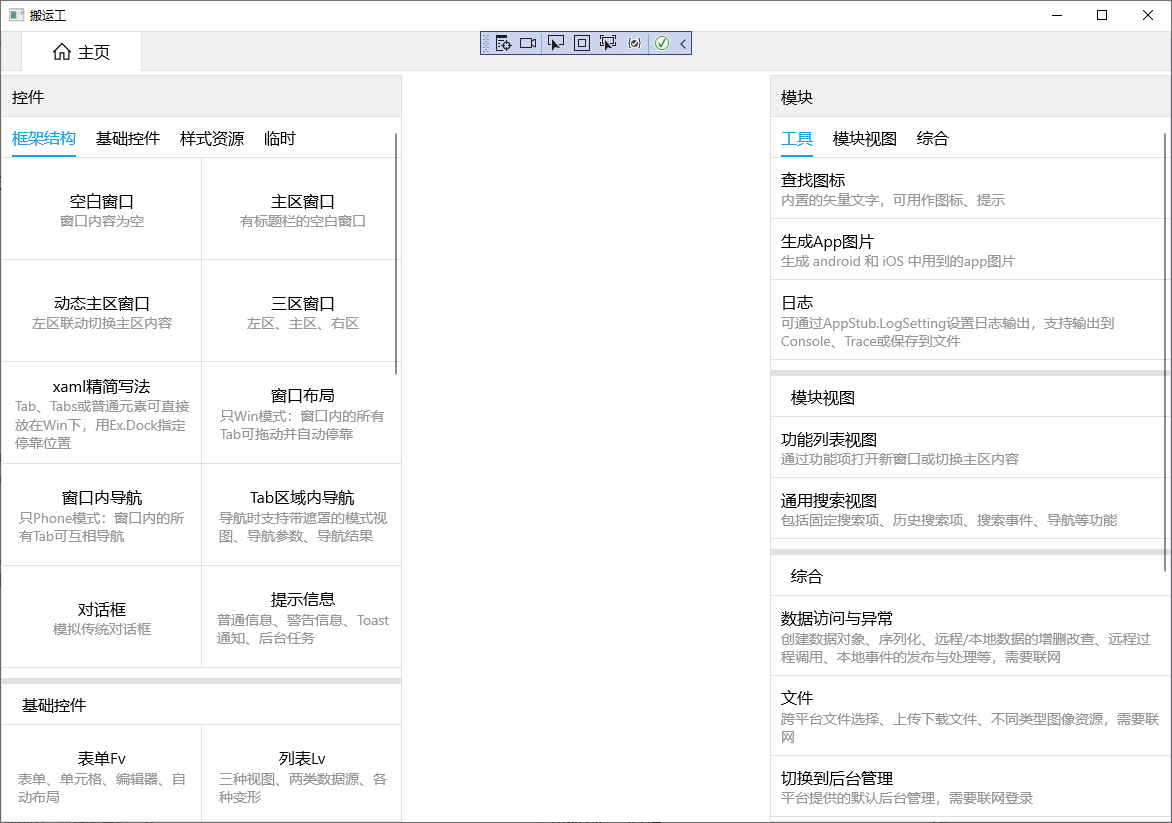 搬运工
主页
控件
框架结构 基础控件 样式资源 临时
空白窗口
窗口内容为空
主区窗口
有标题栏的空白窗口
动态主区窗口
左区联动切换主区内容
三区窗口
左区、主区、右区
xaml精简写法
Tab、Tabs或普通元素可直接
放在Win下，用Ex.Dock指定
停靠位置
窗口布局
只Win模式：窗口内的所有
Tab可拖动并自动停靠
窗口内导航
只Phone模式：窗口内的所
有Tab可互相导航
Tab区域内导航
导航时支持带遮罩的模式视
图、导航参数、导航结果
对话框
模拟传统对话框
提示信息
普通信息、警告信息、Toast
通知、后台任务
基础控件
表单Fv
表单、单元格、编辑器、自
动布局
列表Lv
三种视图、两类数据源、各
种变形
模块
工具 模块视图 综合
查找图标
内置的矢量文字，可用作图标、提示
生成App图片
生成 android 和 iOS 中用到的app图片
日志
可通过AppStub.LogSetting设置日志输出，支持输出到
Console、Trace或保存到文件
模块视图
功能列表视图
通过功能项打开新窗口或切换主区内容
通用搜索视图
包括固定搜索项、历史搜索项、搜索事件、导航等功能
综合
数据访问与异常
创建数据对象、序列化、远程/本地数据的增删改查、远程过
程调用、本地事件的发布与处理等，需要联网
文件
跨平台文件选择、上传下载文件、不同类型图像资源，需要联
网
切换到后台管理
平台提供的默认后台管理，需要联网登录